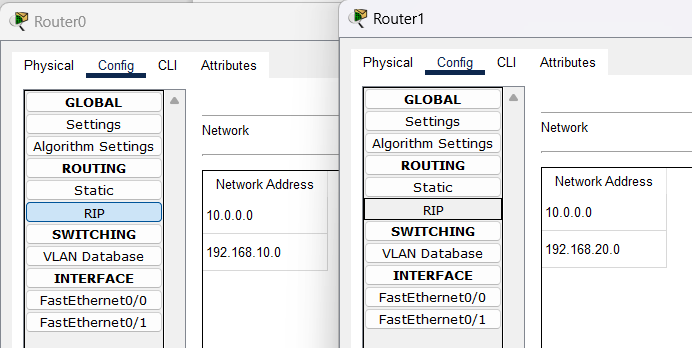 Router0
Physical Config CLI Attributes
GLOBAL
Settings
Algorithm Settings
ROUTING
Static
RIP
SWITCHING
VLAN Database
INTERFACE
FastEthernet0/0
FastEthernet0/1
Network
Network Address
10.0.0.0
192.168.10.0
Router1
Physical Config CLI Attributes
GLOBAL
Settings
Algorithm Settings
ROUTING
Static
RIP
SWITCHING
VLAN Database
INTERFACE
FastEthernet0/0
FastEthernet0/1
Network
Network Address
10.0.0.0
192.168.20.0